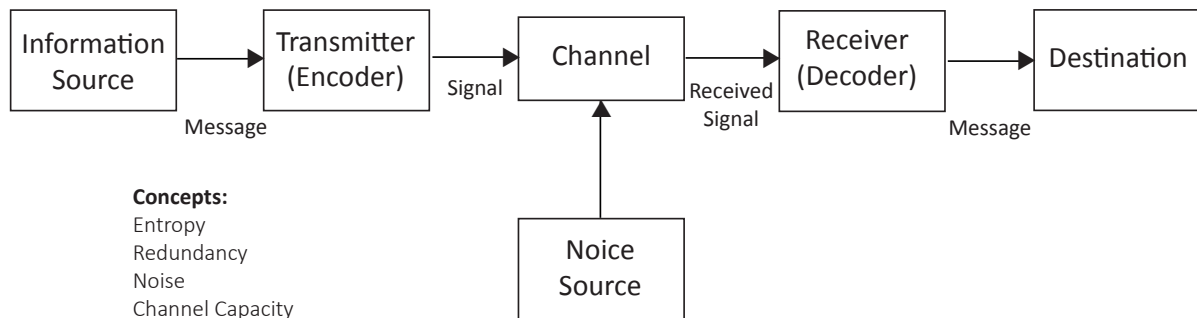 Information
Source
Message
Transmitter
(Encoder)
Signal
Channel
Received
Signal
Receiver
(Decoder)
Message
Destination
Noice
Source
Concepts:
Entropy
Redundancy
Noise
Channel Capacity